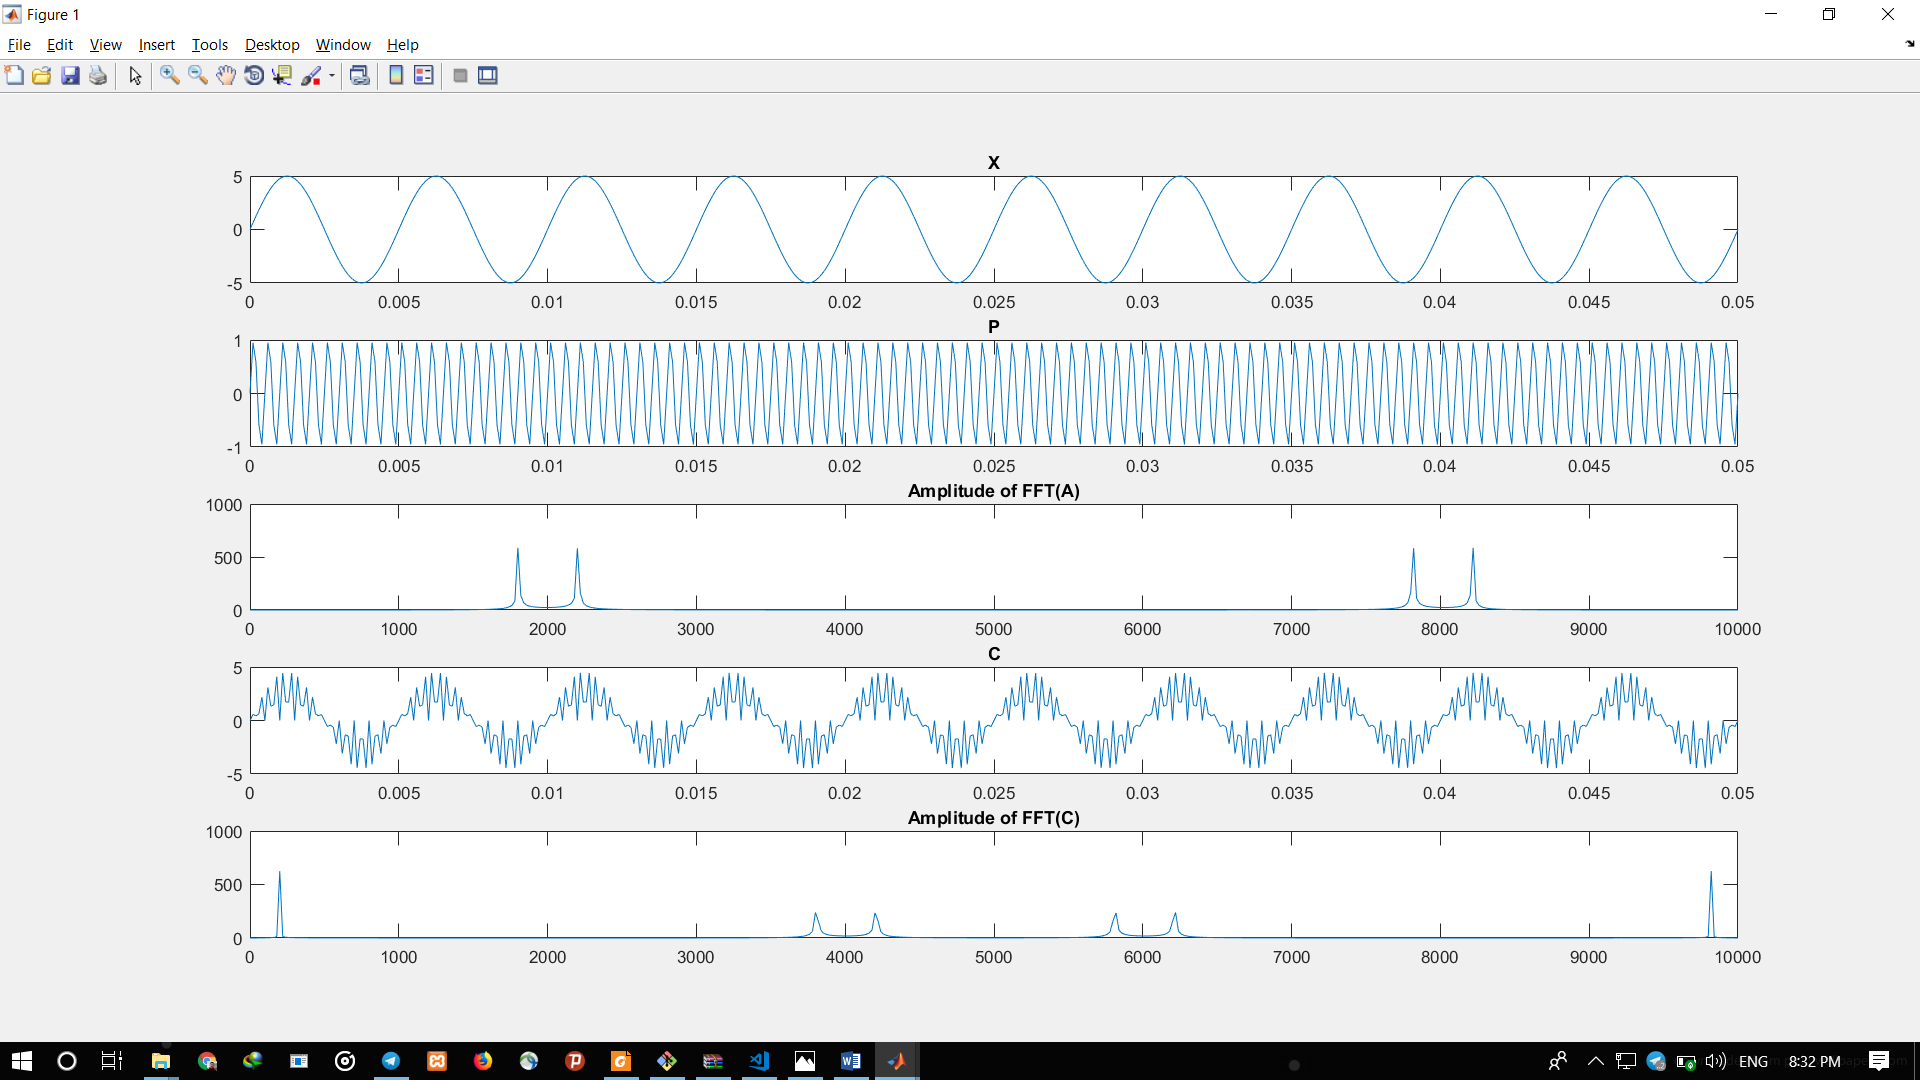 Figure 1
File Edit View Insert Tools Desktop Window Help
X
5
0
-5
0 0.005 0.01 0.015 0.02 0.025 0.03 0.035 0.04 0.045 0.05
P
1
0
-1
0 0.005 0.01 0.015 0.02 0.025 0.03 0.035 0.04 0.045 0.05
Amplitude of FFT(A)
1000
500
0
0 1000 2000 3000 4000 5000 6000 7000 8000 9000 10000
C
5
0
-5
0 0.005 0.01 0.015 0.02 0.025 0.03 0.035 0.04 0.045 0.05
Amplitude of FFT(C)
1000
500
0
0 1000 2000 3000 4000 5000 6000 7000 8000 9000 10000
ENG 8:32 PM